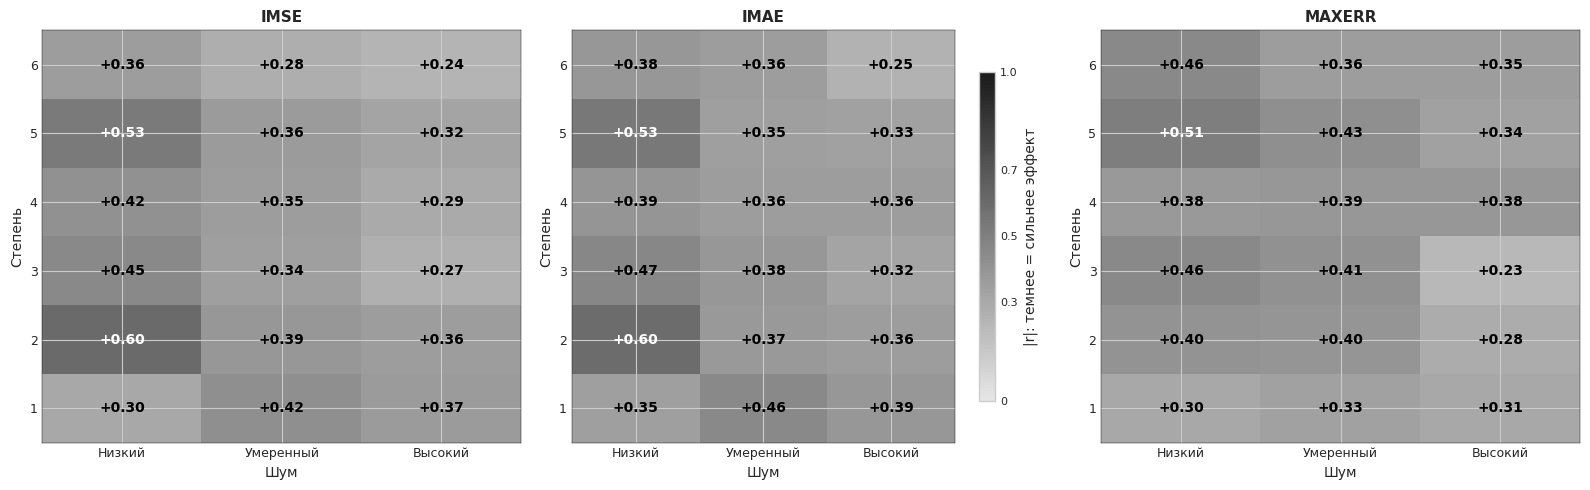 IMSE
6
5
4
3
2
1
Степень
+0.36 +0.28 +0.24
+0.53 +0.36 +0.32
+0.42 +0.35 +0.29
+0.45 +0.34 +0.27
+0.60 +0.39 +0.36
+0.30 +0.42 +0.37
Низкий Умеренный Высокий
Шум
IMAE
6
5
4
3
2
1
Степень
+0.38 +0.36 +0.25
+0.53 +0.35 +0.33
+0.39 +0.36 +0.36
+0.47 +0.38 +0.32
+0.60 +0.37 +0.36
+0.35 +0.46 +0.39
Низкий Умеренный Высокий
Шум
1.0
0.7
0.5
0.3
0
|r|: темнее = сильнее эффект
MAXERR
6
5
4
3
2
1
Степень
+0.46 +0.36 +0.35
+0.51 +0.43 +0.34
+0.38 +0.39 +0.38
+0.46 +0.41 +0.23
+0.40 +0.40 +0.28
+0.30 +0.33 +0.31
Низкий Умеренный Высокий
Шум